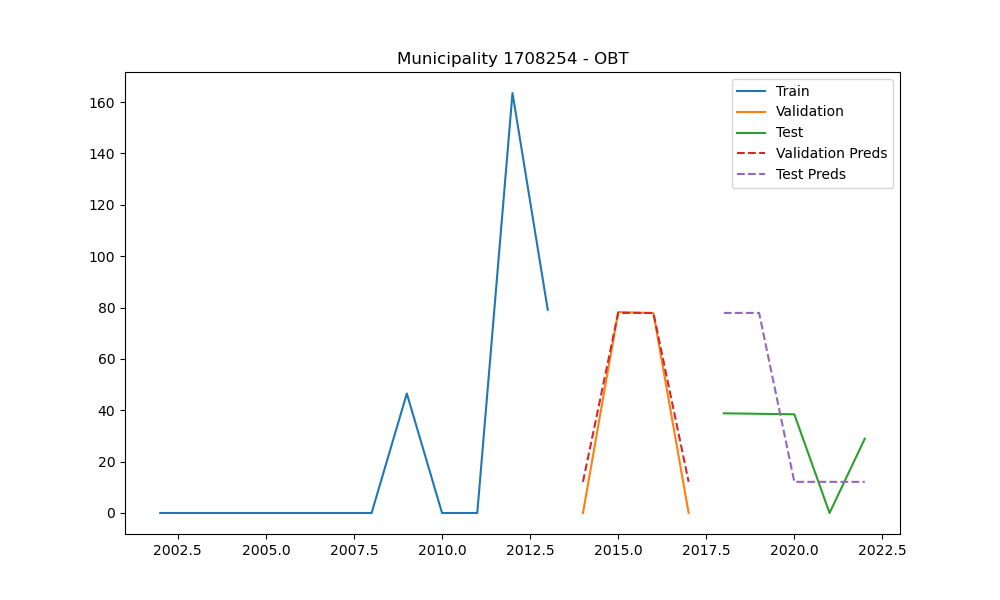 Municipality 1708254 - OBT
Train
Validation
Test
Validation Preds
Test Preds
160
140
120
100
80
60
40
20
0
2002.5 2005.0 2007.5 2010.0 2012.5 2015.0 2017.5 2020.0 2022.5